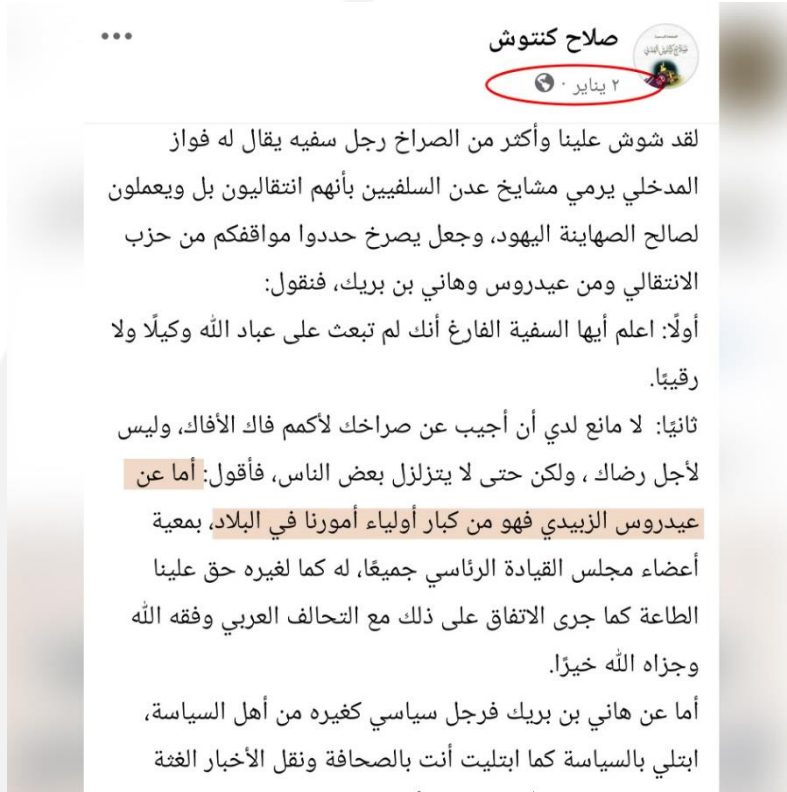 صلاح كنتوش
٢ يناير ·
لقد شوش علينا وأكثر من الصراخ رجل سفيه يقال له فواز
المدخلي يرمي مشايخ عدن السلفيين بأنهم انتقاليون بل ويعملون
لصالح الصهاينة اليهود، وجعل يصرخ حددوا مواقفكم من حزب
الانتقالي ومن عيدروس وهاني بن بريك، فنقول:
أولًا: اعلم أيها السفية الفارغ أنك لم تبعث على عباد الله وكيلًا ولا
رقيبًا.
ثانيًا: لا مانع لدي أن أجيب عن صراخك لأكمم فاك الأفاك، وليس
لأجل رضاك ، ولكن حتى لا يتزلزل بعض الناس، فأقول: أما عن
عيدروس الزبيدي فهو من كبار أولياء أمورنا في البلاد، بمعية
أعضاء مجلس القيادة الرئاسي جميعًا، له كما لغيره حق علينا
الطاعة كما جرى الاتفاق على ذلك مع التحالف العربي وفقه الله
وجزاه الله خيرًا.
أما عن هاني بن بريك فرجل سياسي كغيره من أهل السياسة،
ابتلي بالسياسة كما ابتليت أنت بالصحافة ونقل الأخبار الغثة